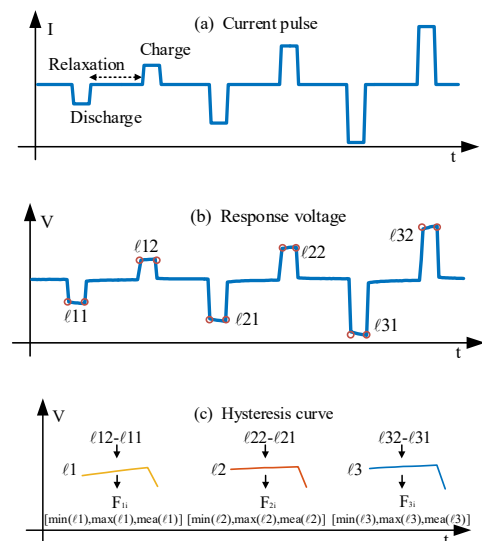 I
(a) Current pulse
Charge
Relaxation
Discharge
t
V
(b) Response voltage
ℓ32
ℓ12
ℓ22
ℓ11
ℓ21
ℓ31
t
V
(c) Hysteresis curve
ℓ12-ℓ11 ℓ22-ℓ21 ℓ32-ℓ31
ℓ1 ℓ2 ℓ3
F1i F2i F3i
[min(ℓ1),max(ℓ1),mea(ℓ1)] [min(ℓ2),max(ℓ2),mea(ℓ2)] [min(ℓ3),max(ℓ3),mea(ℓ3)]
t